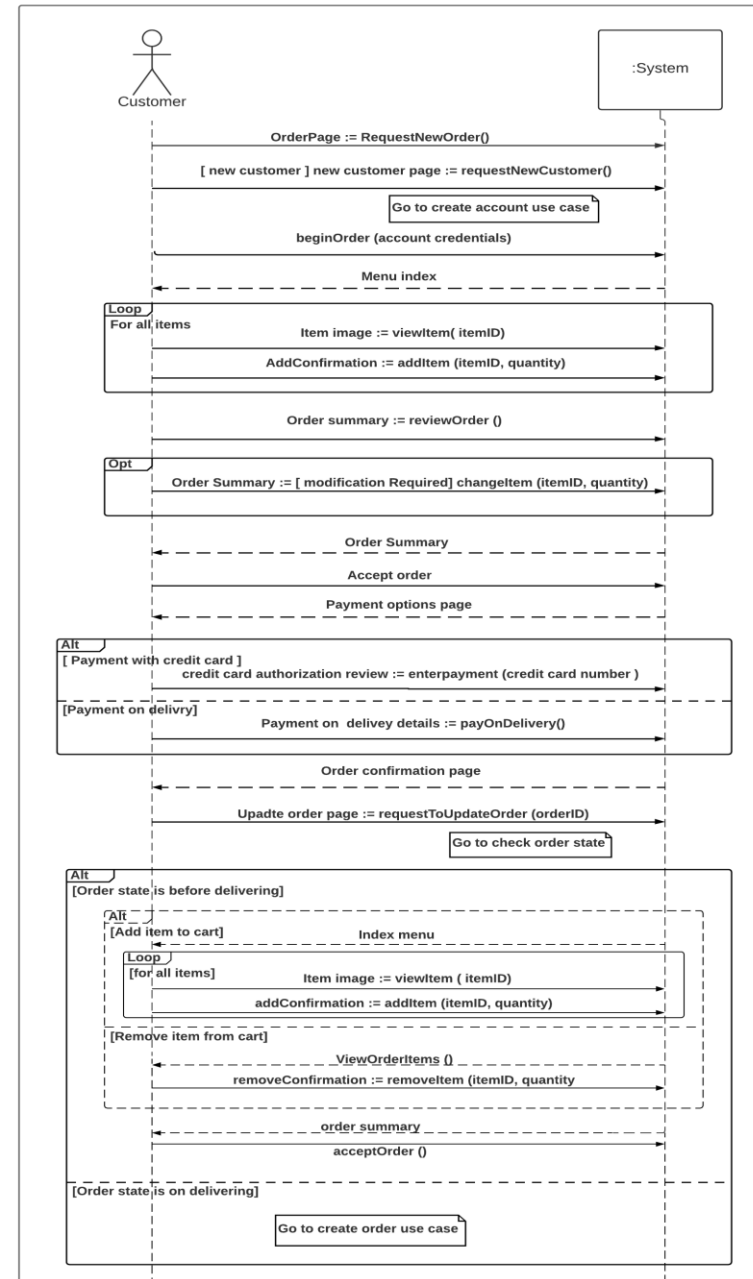 :System
Customer
OrderPage := RequestNewOrder()
[ new customer ] new customer page := requestNewCustomer()
Go to create account use case
beginOrder (account credentials)
Menu index
Loop
For all items
Item image := viewItem( itemID)
AddConfirmation := addItem (itemID, quantity)
Order summary := reviewOrder ()
Opt
Order Summary := [ modification Required] changeItem (itemID, quantity)
Order Summary
Accept order
Payment options page
Alt
[ Payment with credit card ]
credit card authorization review := enterpayment (credit card number )
[Payment on delivry]
Payment on delivey details := payOnDelivery()
Order confirmation page
Upadte order page := requestToUpdateOrder (orderID)
Go to check order state
Alt
[Order state is before delivering]
Alt
[Add item to cart]
Index menu
Loop
[for all items]
Item image := viewItem ( itemID)
addConfirmation := addItem (itemID, quantity)
[Remove item from cart]
ViewOrderItems ()
removeConfirmation := removeItem (itemID, quantity
order summary
acceptOrder ()
[Order state is on delivering]
Go to create order use case